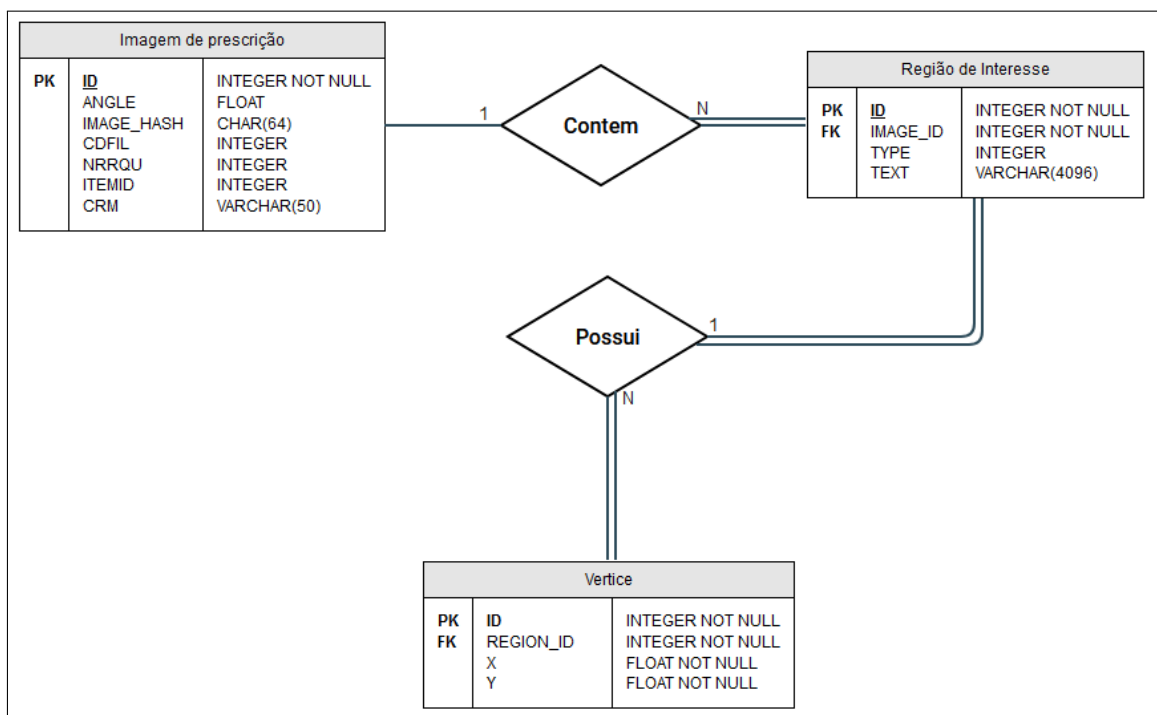 Imagem de prescrição
PK ID INTEGER NOT NULL
ANGLE FLOAT
IMAGE_HASH CHAR(64)
CDFIL INTEGER
NRRQU INTEGER
ITEMID INTEGER
CRM VARCHAR(50)
1
Contem
N
Região de Interesse
PK ID INTEGER NOT NULL
FK IMAGE_ID INTEGER NOT NULL
TYPE INTEGER
TEXT VARCHAR(4096)
Possui
1
N
Vertice
PK ID INTEGER NOT NULL
FK REGION_ID INTEGER NOT NULL
X FLOAT NOT NULL
Y FLOAT NOT NULL